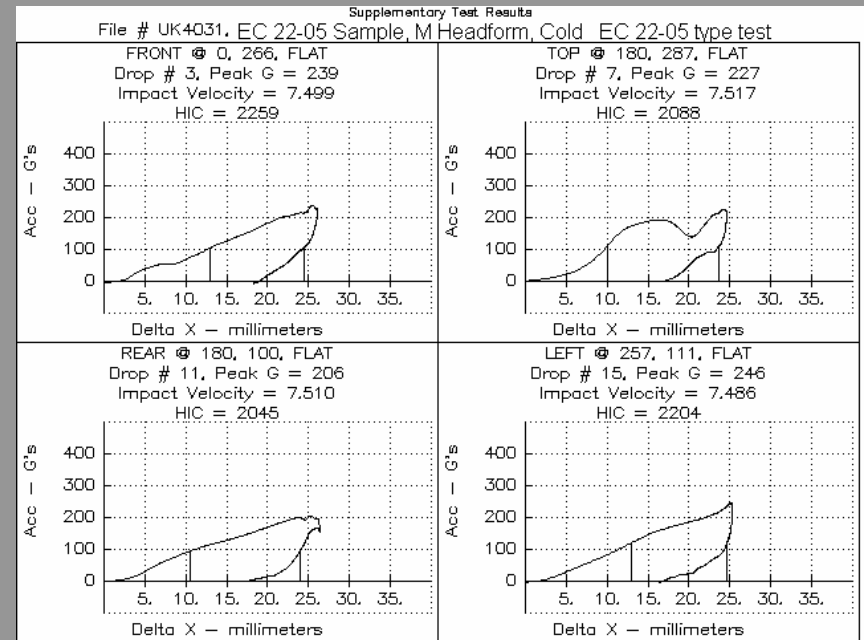 Supplementary Test Results
File # UK4031. EC 22-05 Sample, M Headform, Cold EC 22-05 type test
FRONT @ 0, 266, FLAT
Drop # 3, Peak G = 239
Impact Velocity = 7.499
HIC = 2259
Acc - G's
400
300
200
100
0
5. 10. 15. 20. 25. 30. 35.
Delta X - millimeters
TOP @ 180, 287, FLAT
Drop # 7, Peak G = 227
Impact Velocity = 7.517
HIC = 2088
Acc - G's
400
300
200
100
0
5. 10. 15. 20. 25. 30. 35.
Delta X - millimeters
REAR @ 180, 100, FLAT
Drop # 11, Peak G = 206
Impact Velocity = 7.510
HIC = 2045
Acc - G's
400
300
200
100
0
5. 10. 15. 20. 25. 30. 35.
Delta X - millimeters
LEFT @ 257, 111, FLAT
Drop # 15, Peak G = 246
Impact Velocity = 7.486
HIC = 2204
Acc - G's
400
300
200
100
0
5. 10. 15. 20. 25. 30. 35.
Delta X - millimeters